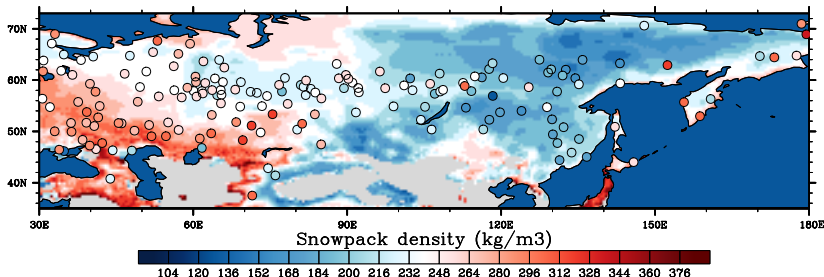 70N
60N
50N
40N
30E 60E 90E 120E 150E 180E
Snowpack density (kg/m3)
104 120 136 152 168 184 200 216 232 248 264 280 296 312 328 344 360 376